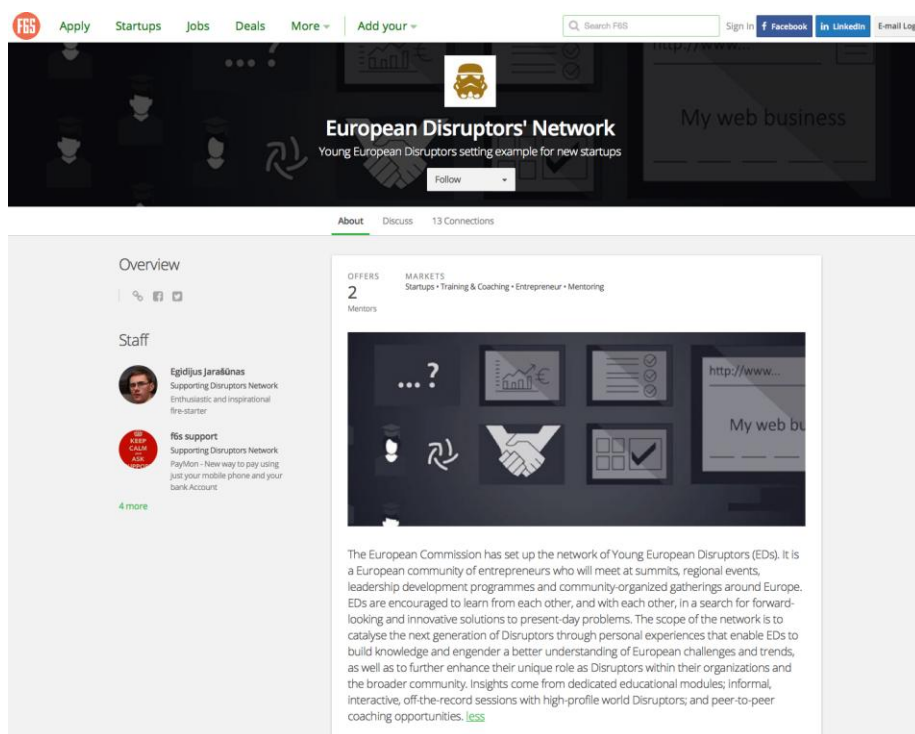 F6S Apply Startups Jobs Deals More Add your Search F6S Sign in Facebook LinkedIn E-mail Log
...? http://www...
My web business
European Disruptors' Network
Young European Disruptors setting example for new startups
Follow
About Discuss 13 Connections
Overview
Staff
Egidijus Jarašūnas
Supporting Disruptors Network
Enthusiastic and inspirational
fire-starter
KEEP
CALM
AND
ASK
f6s support
Supporting Disruptors Network
PayMon - New way to pay using
just your mobile phone and your
bank Account
4 more
OFFERS MARKETS
2 Startups • Training & Coaching • Entrepreneur • Mentoring
Mentors
...? € http://www...
My web bu
The European Commission has set up the network of Young European Disruptors (EDs). It is
a European community of entrepreneurs who will meet at summits, regional events,
leadership development programmes and community-organized gatherings around Europe.
EDs are encouraged to learn from each other, and with each other, in a search for forward-
looking and innovative solutions to present-day problems. The scope of the network is to
catalyse the next generation of Disruptors through personal experiences that enable EDs to
build knowledge and engender a better understanding of European challenges and trends,
as well as to further enhance their unique role as Disruptors within their organizations and
the broader community. Insights come from dedicated educational modules; informal,
interactive, off-the-record sessions with high-profile world Disruptors; and peer-to-peer
coaching opportunities. less